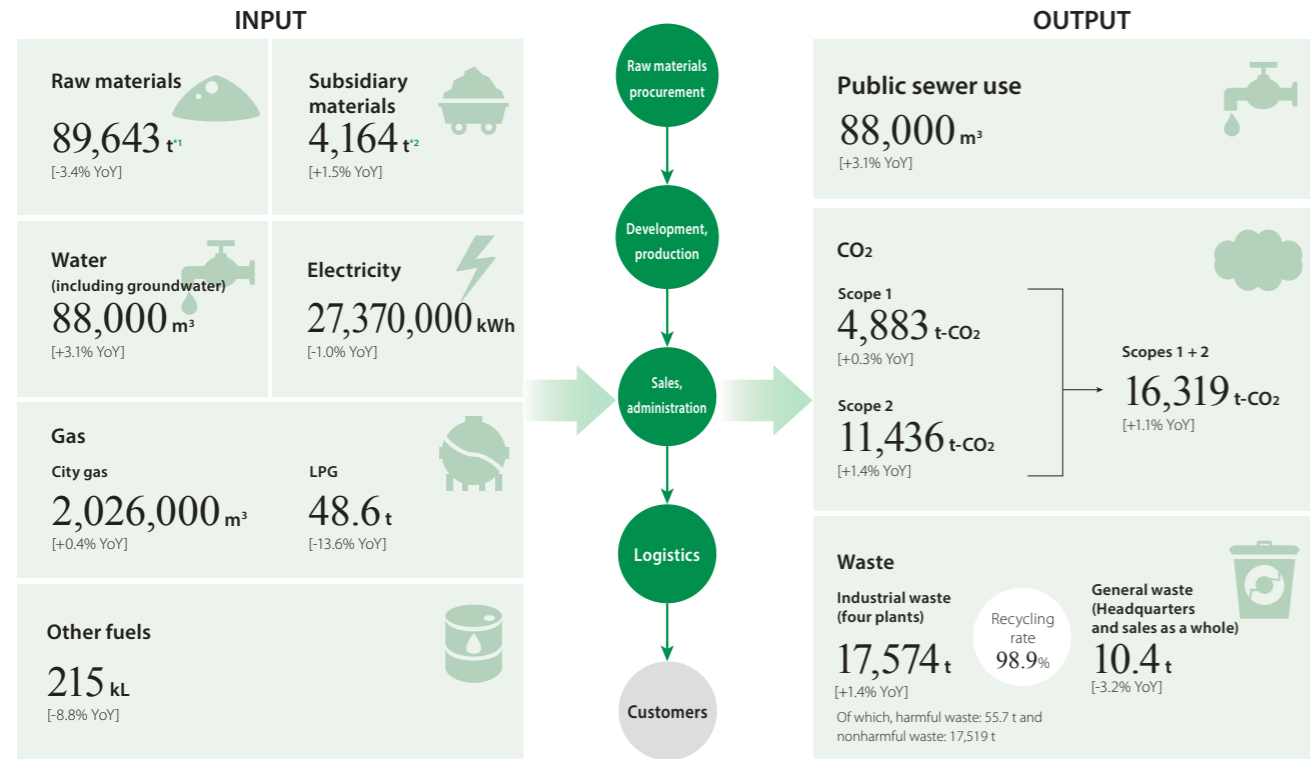 INPUT
Raw materials
89,643 t*1
[-3.4% YoY]
Subsidiary
materials
4,164 t*2
[+1.5% YoY]
Water
(including groundwater)
88,000 m³
[+3.1% YoY]
Electricity
27,370,000 kWh
[-1.0% YoY]
Gas
City gas
2,026,000 m³
[+0.4% YoY]
LPG
48.6 t
[-13.6% YoY]
Other fuels
215 kL
[-8.8% YoY]
Raw materials
procurement
Development,
production
Sales,
administration
Logistics
Customers
OUTPUT
Public sewer use
88,000 m³
[+3.1% YoY]
CO₂
Scope 1
4,883 t-CO₂
[+0.3% YoY]
Scope 2
11,436 t-CO₂
[+1.4% YoY]
Scopes 1 + 2
16,319 t-CO₂
[+1.1% YoY]
Waste
Industrial waste
(four plants)
17,574 t
[+1.4% YoY]
Of which, harmful waste: 55.7 t and
nonharmful waste: 17,519 t
Recycling
rate
98.9%
General waste
(Headquarters
and sales as a whole)
10.4 t
[-3.2% YoY]